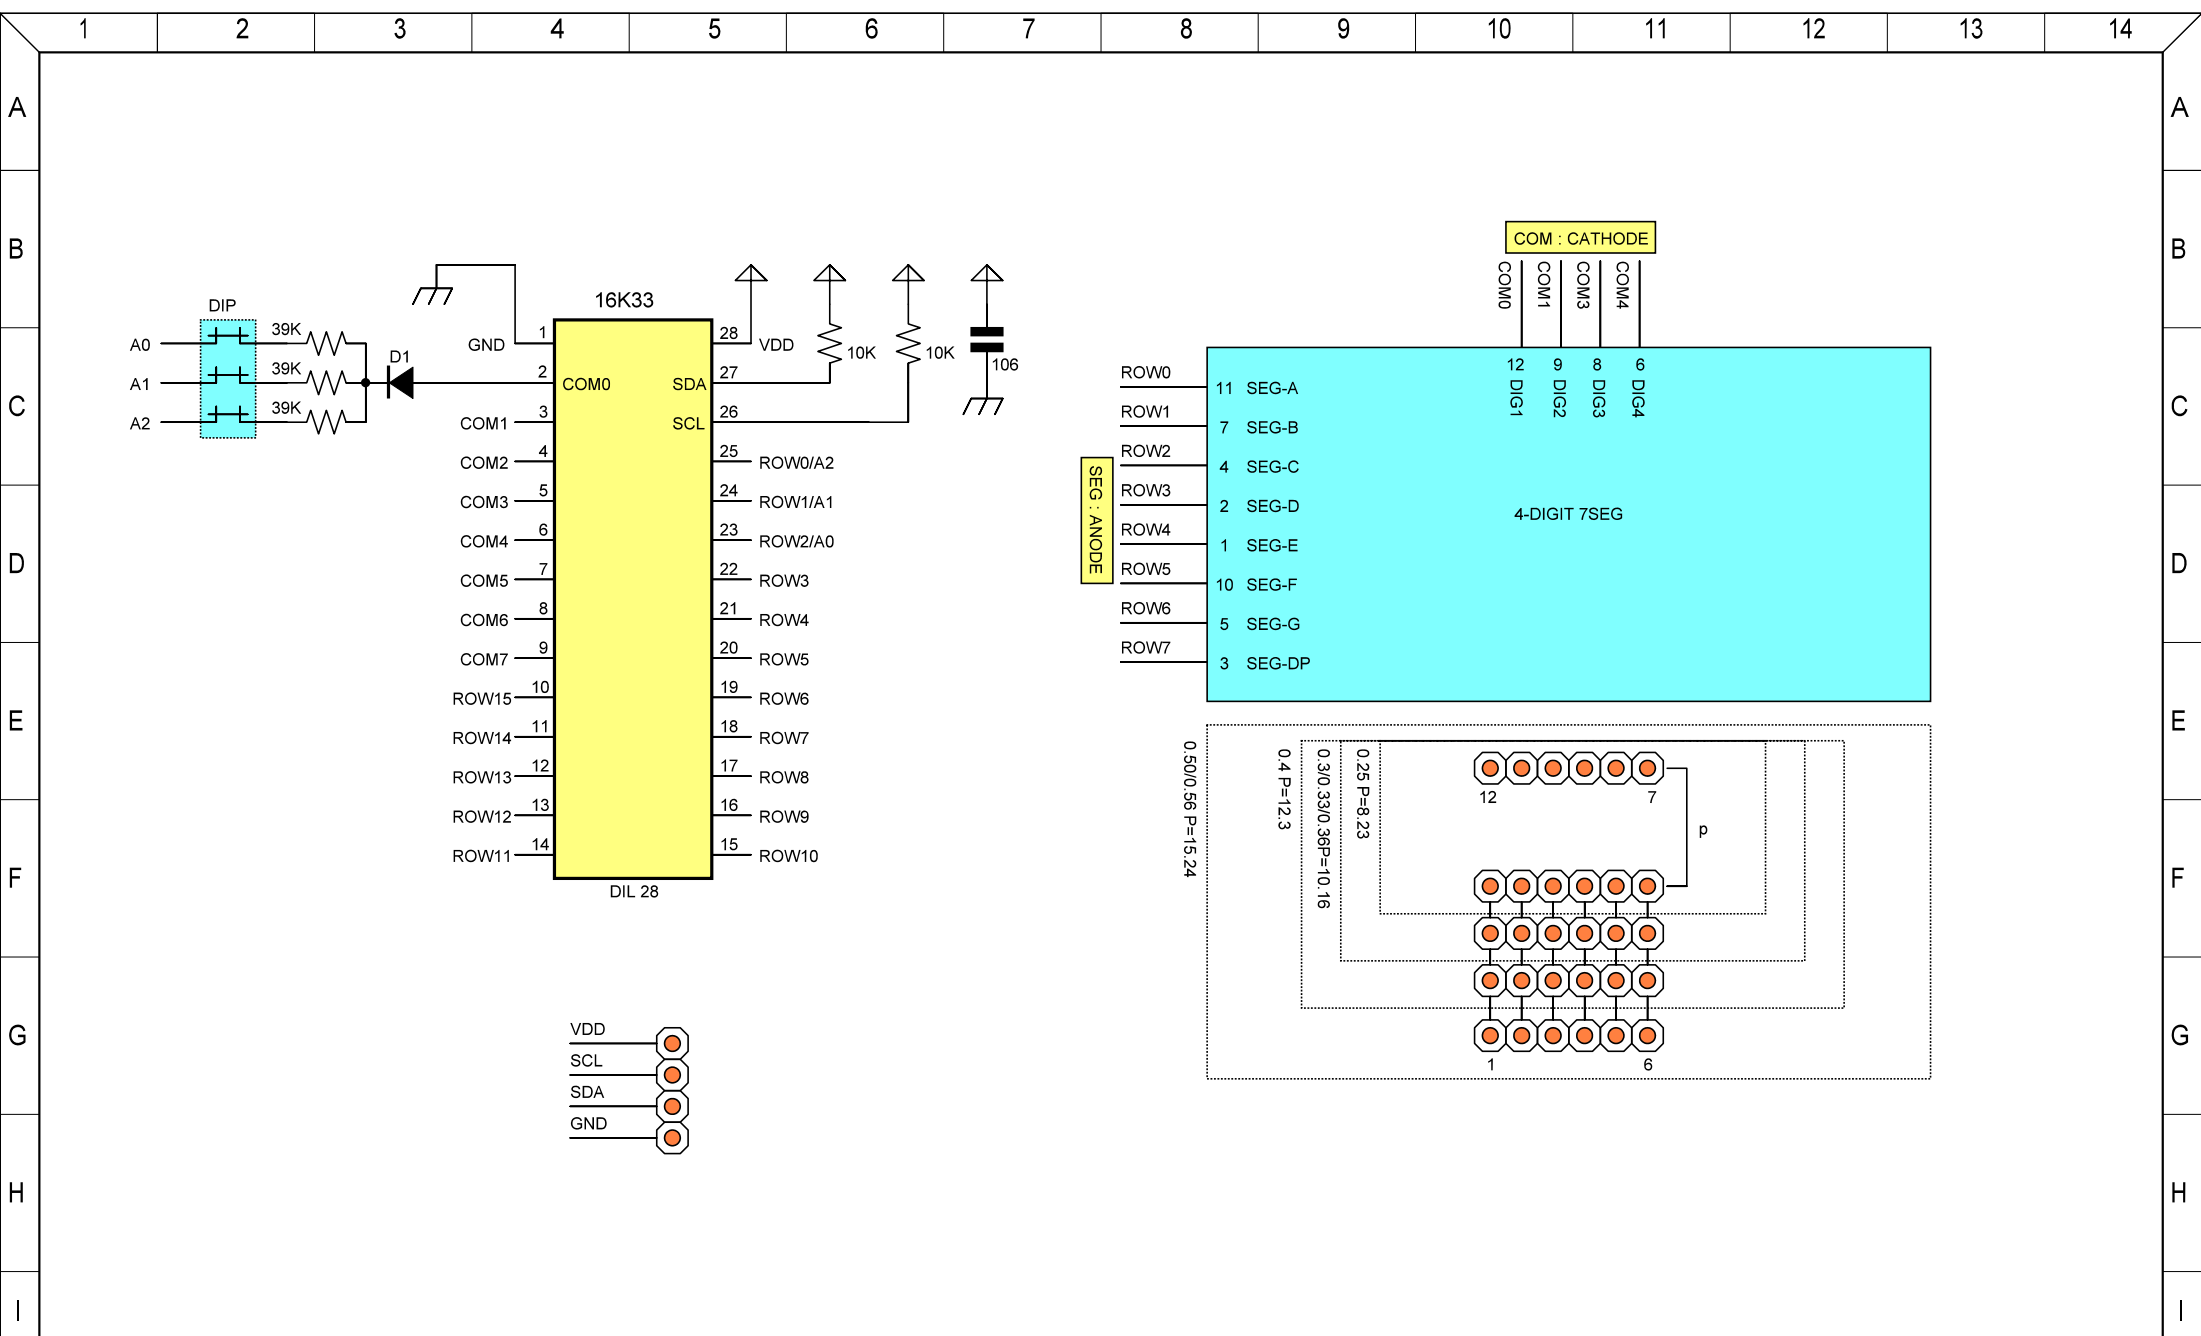 1 2 3 4 5 6 7 8 9 10 11 12 13 14
A A
B B
C C
D D
E E
F F
G G
H H
I I
DIP
A0 39K
A1 39K
A2 39K
D1
16K33
GND 1 28 VDD
2 COM0 SDA 27
COM1 3 SCL 26
COM2 4 25 ROW0/A2
COM3 5 24 ROW1/A1
COM4 6 23 ROW2/A0
COM5 7 22 ROW3
COM6 8 21 ROW4
COM7 9 20 ROW5
ROW15 10 19 ROW6
ROW14 11 18 ROW7
ROW13 12 17 ROW8
ROW12 13 16 ROW9
ROW11 14 15 ROW10
DIL 28
10K 10K 106
VDD
SCL
SDA
GND
COM : CATHODE
COM0 COM1 COM3 COM4
12 9 8 6
DIG1 DIG2 DIG3 DIG4
SEG : ANODE
ROW0 11 SEG-A
ROW1 7 SEG-B
ROW2 4 SEG-C
ROW3 2 SEG-D
ROW4 1 SEG-E
ROW5 10 SEG-F
ROW6 5 SEG-G
ROW7 3 SEG-DP
4-DIGIT 7SEG
0.50/0.56 P=15.24
0.4 P=12.3
0.3/0.33/0.36P=10.16
0.25 P=8.23
12 7
p
1 6